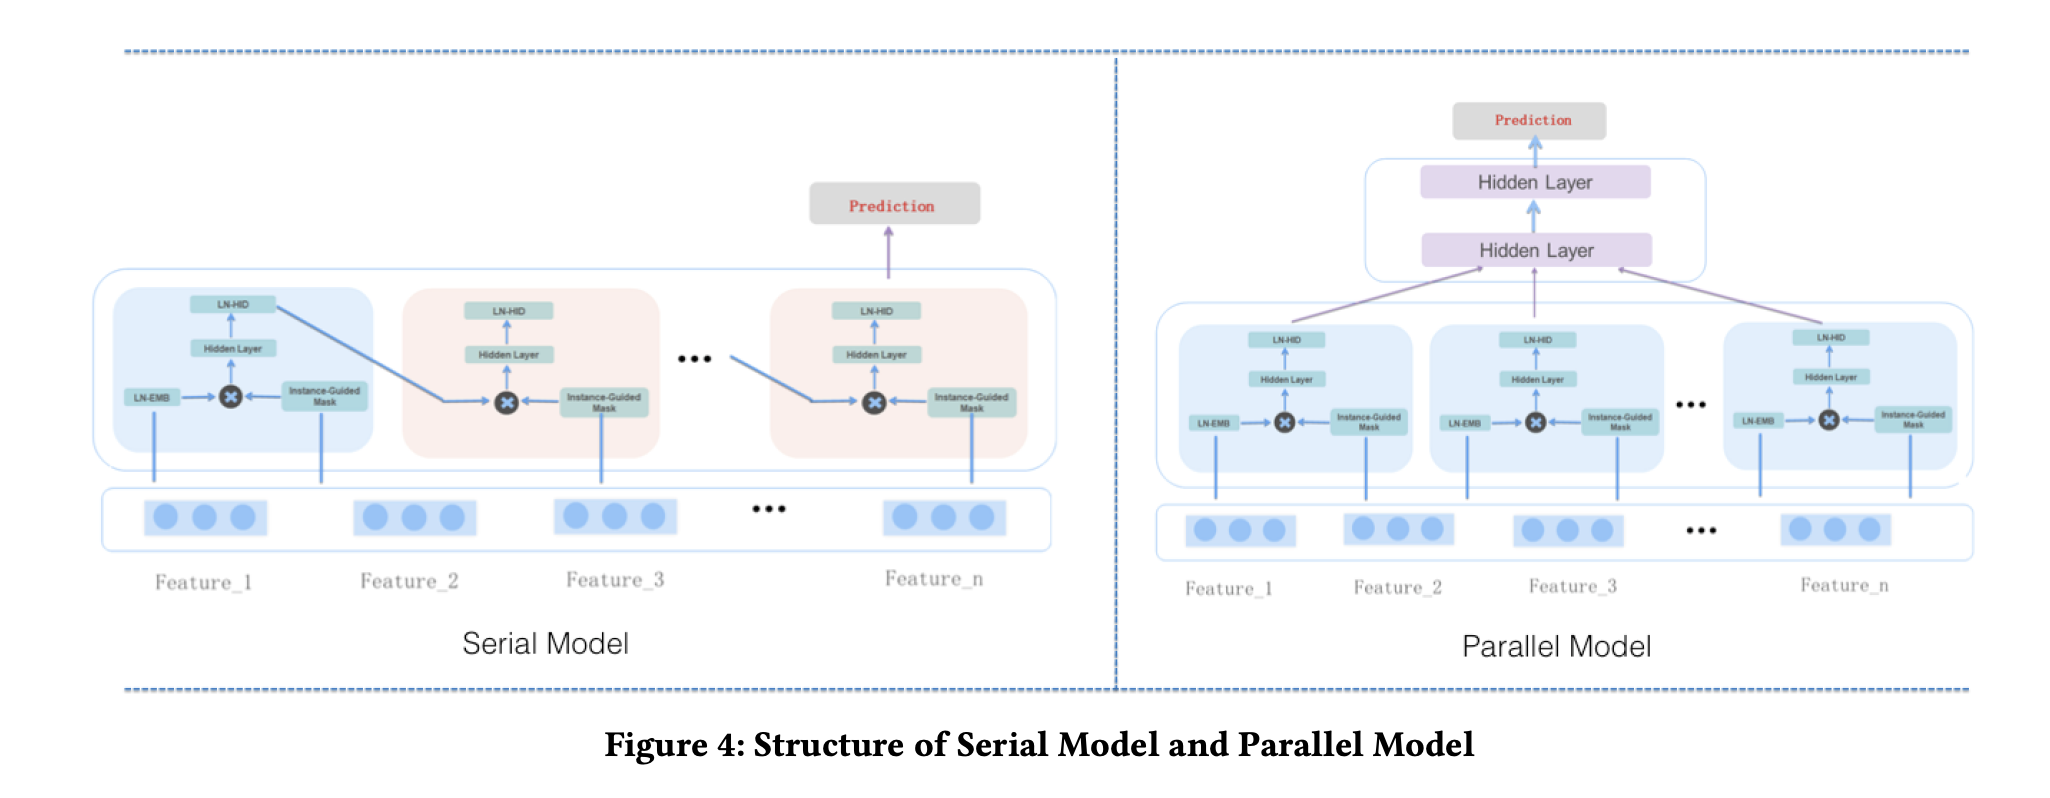 Prediction
LN-HID
Hidden Layer
LN-EMB
Instance-Guided
Mask
LN-HID
Hidden Layer
Instance-Guided
Mask
...
LN-HID
Hidden Layer
Instance-Guided
Mask
...
Feature_1
Feature_2
Feature_3
Feature_n
Serial Model
Prediction
Hidden Layer
Hidden Layer
LN-HID
Hidden Layer
LN-EMB
Instance-Guided
Mask
LN-HID
Hidden Layer
LN-EMB
Instance-Guided
Mask
...
LN-HID
Hidden Layer
LN-EMB
Instance-Guided
Mask
...
Feature_1
Feature_2
Feature_3
Feature_n
Parallel Model
Figure 4: Structure of Serial Model and Parallel Model